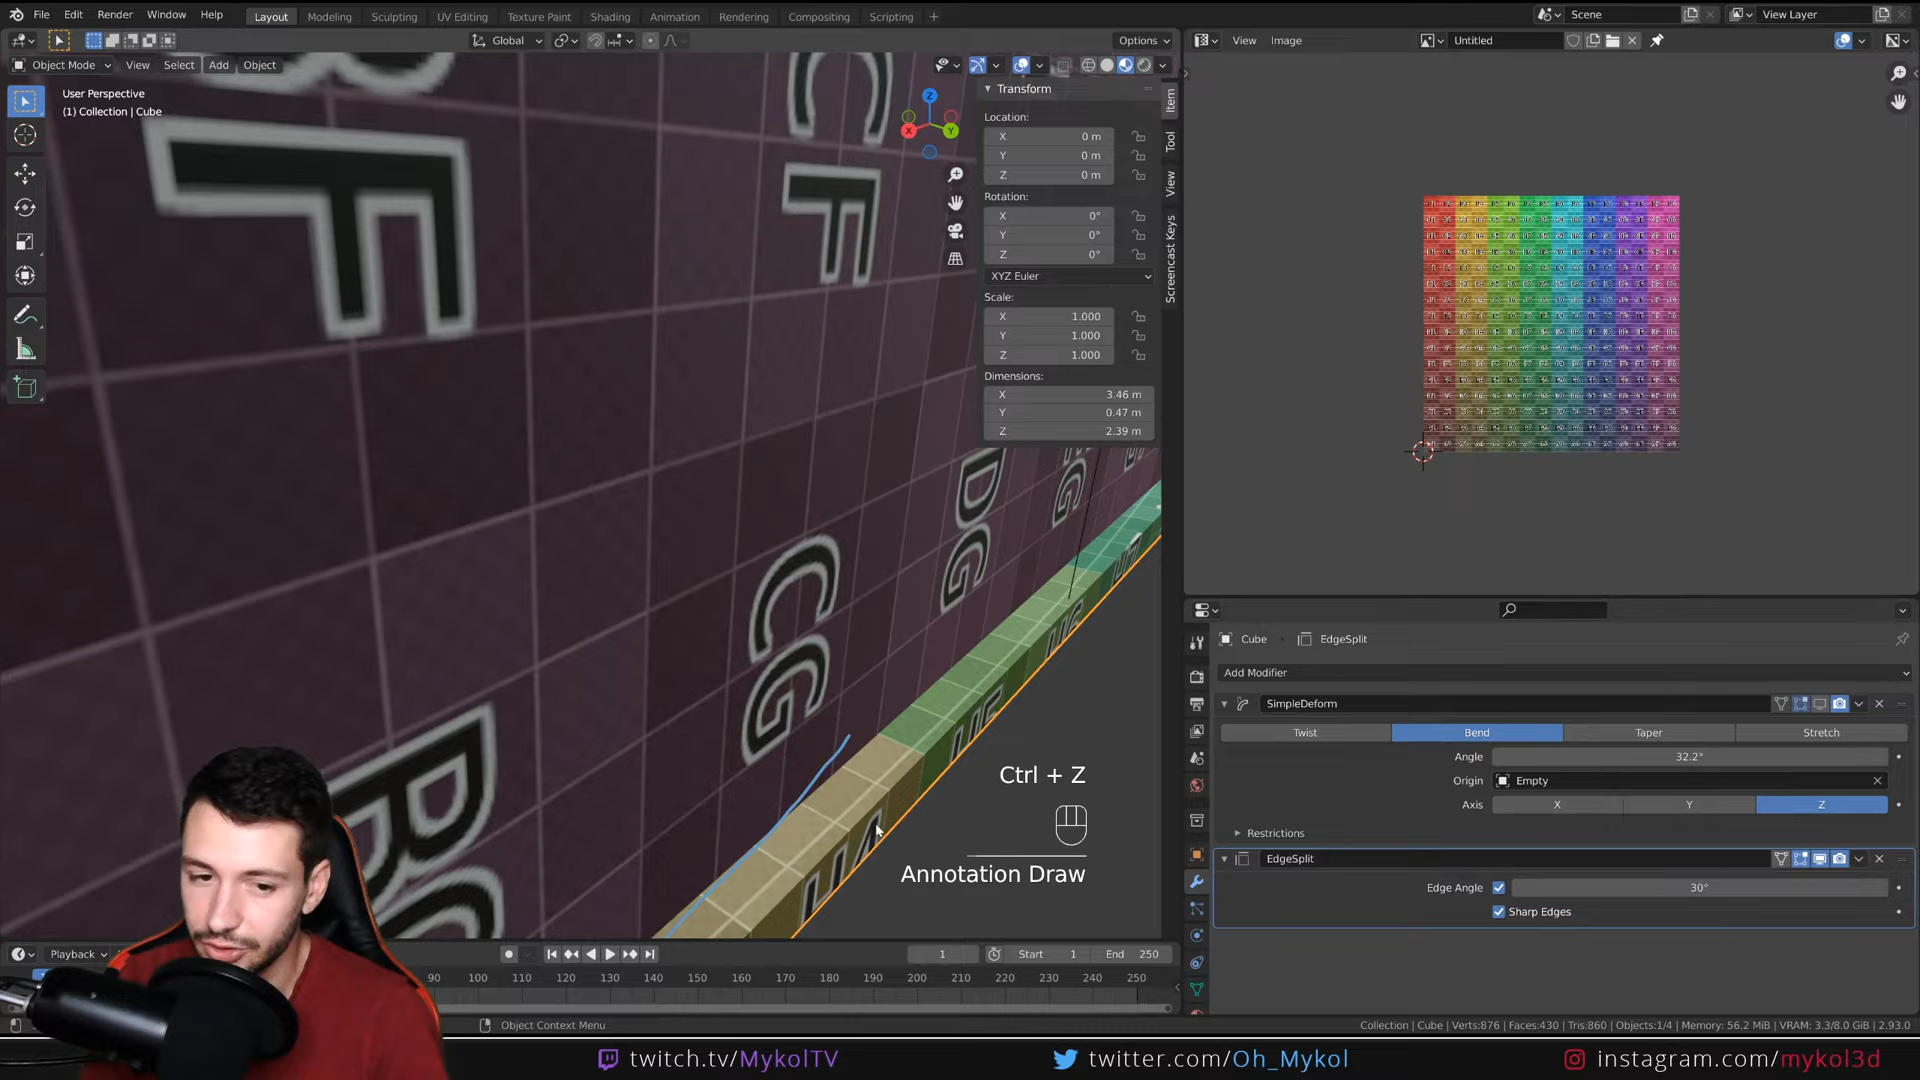 File Edit Render Window Help Layout Modeling Sculpting UV Editing Texture Paint Shading Animation Rendering Compositing Scripting + Scene View Layer
Global Options View Image Untitled
Object Mode View Select Add Object
User Perspective
(1) Collection | Cube
Z
X Y
Transform
Location:
X 0 m
Y 0 m
Z 0 m
Rotation:
X 0°
Y 0°
Z 0°
XYZ Euler
Scale:
X 1.000
Y 1.000
Z 1.000
Dimensions:
X 3.46 m
Y 0.47 m
Z 2.39 m
Item
Tool
View
Screencast Keys
CF
DG
CG
Ctrl + Z
Annotation Draw
Cube EdgeSplit
Add Modifier
SimpleDeform
Twist Bend Taper Stretch
Angle 32.2°
Origin Empty
Axis X Y Z
Restrictions
EdgeSplit
Edge Angle 30°
Sharp Edges
Playback 1 Start 1 End 250
90 100 110 120 130 140 150 160 170 180 190 200 210 220 230 240 250
Object Context Menu Collection | Cube | Verts:876 | Faces:430 | Tris:860 | Objects:1/4 | Memory: 56.2 MiB | VRAM: 3.3/8.0 GiB | 2.93.0
twitch.tv/MykolTV twitter.com/Oh_Mykol instagram.com/mykol3d